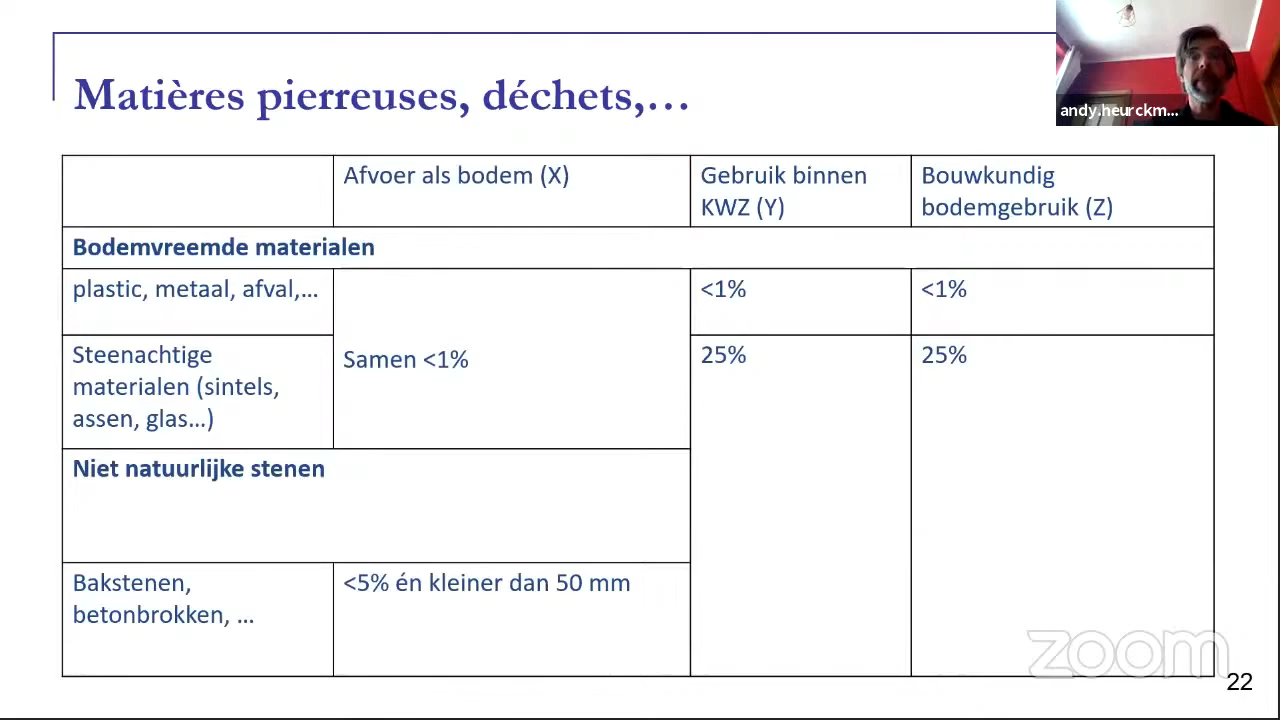 Matières pierreuses, déchets,…
andy.heurckm...
Afvoer als bodem (X)
Gebruik binnen
KWZ (Y)
Bouwkundig
bodemgebruik (Z)
Bodemvreemde materialen
plastic, metaal, afval,…
<1%
<1%
Steenachtige
materialen (sintels,
assen, glas…)
Samen <1%
25%
25%
Niet natuurlijke stenen
Bakstenen,
betonbrokken, …
<5% én kleiner dan 50 mm
zoom
22